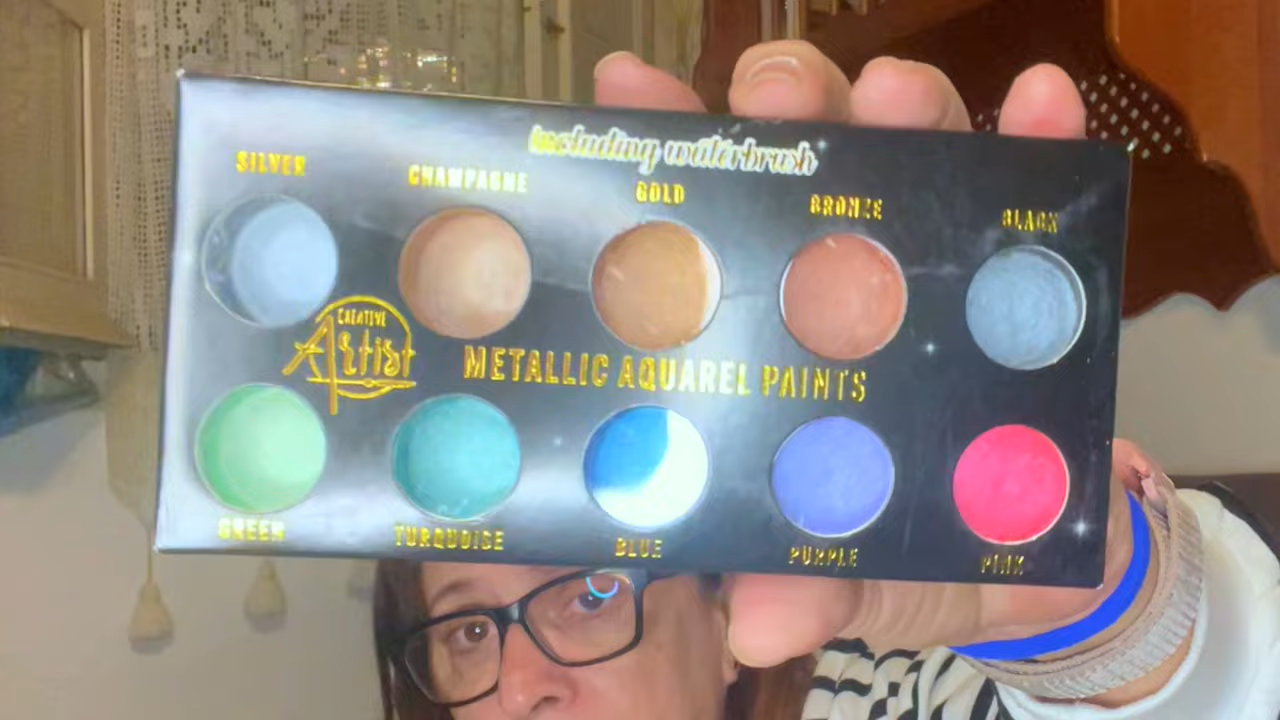 including waterbrush
SILVER
CHAMPAGNE
GOLD
BRONZE
BLACK
CREATIVE
Artist
METALLIC AQUAREL PAINTS
GREEN
TURQUOISE
BLUE
PURPLE
PINK